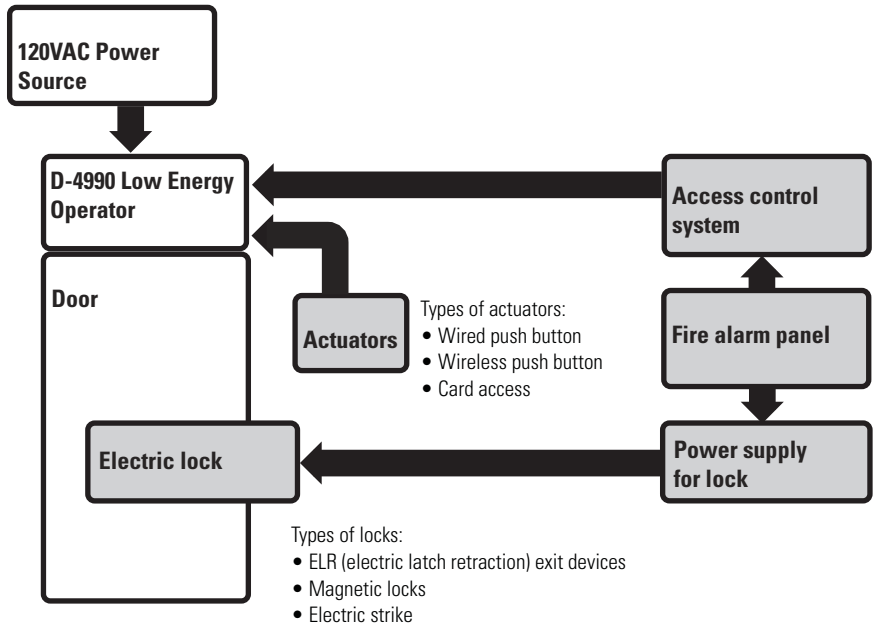 120VAC Power
Source
D-4990 Low Energy
Operator
Access control
system
Door
Actuators
Types of actuators:
• Wired push button
• Wireless push button
• Card access
Fire alarm panel
Electric lock
Power supply
for lock
Types of locks:
• ELR (electric latch retraction) exit devices
• Magnetic locks
• Electric strike